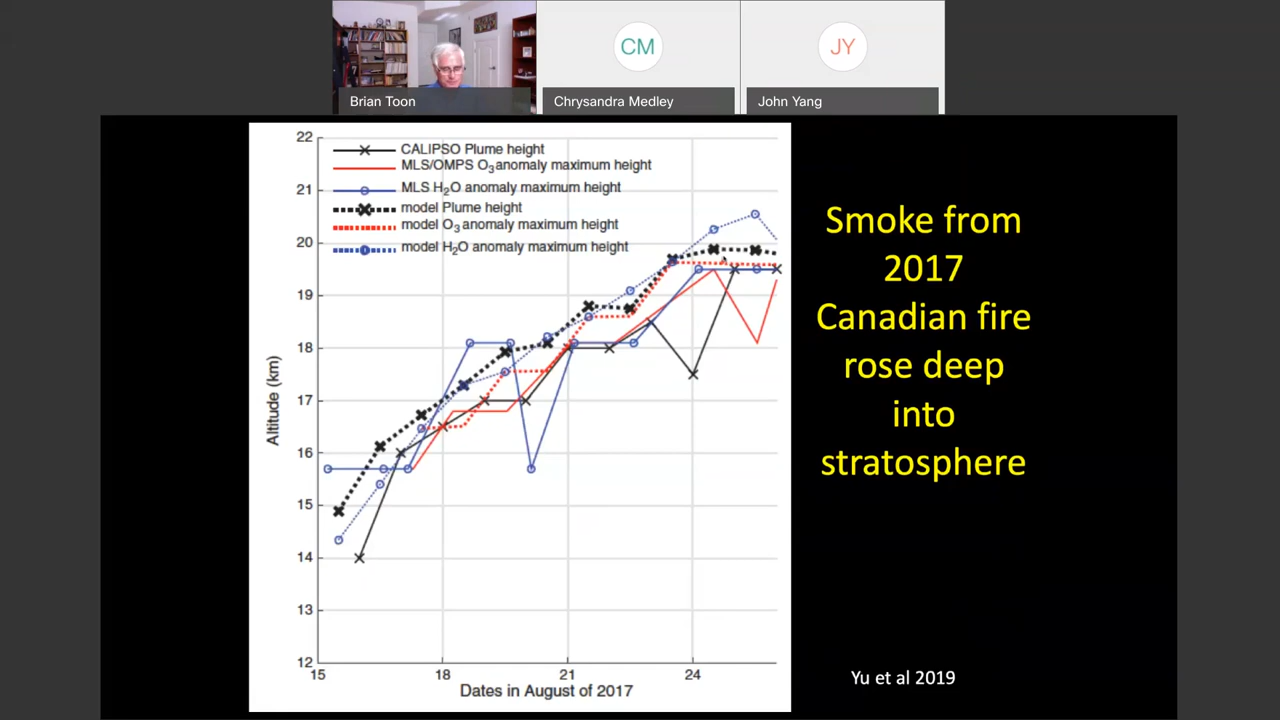 CM
JY
Brian Toon
Chrysandra Medley
John Yang
22
21
20
19
18
17
16
15
14
13
12
Altitude (km)
CALIPSO Plume height
MLS/OMPS O3 anomaly maximum height
MLS H2O anomaly maximum height
model Plume height
model O3 anomaly maximum height
model H2O anomaly maximum height
15 18 21 24
Dates in August of 2017
Smoke from
2017
Canadian fire
rose deep
into
stratosphere
Yu et al 2019